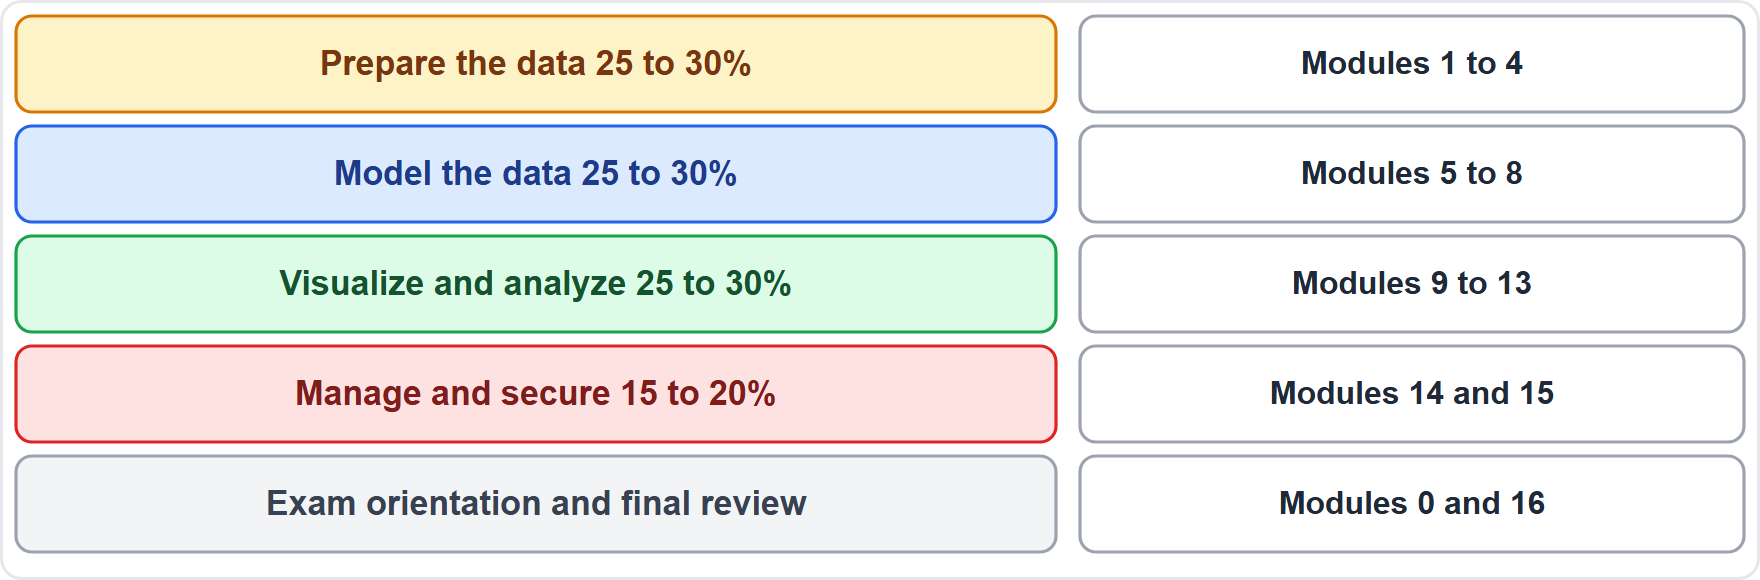 Prepare the data 25 to 30%
Modules 1 to 4
Model the data 25 to 30%
Modules 5 to 8
Visualize and analyze 25 to 30%
Modules 9 to 13
Manage and secure 15 to 20%
Modules 14 and 15
Exam orientation and final review
Modules 0 and 16